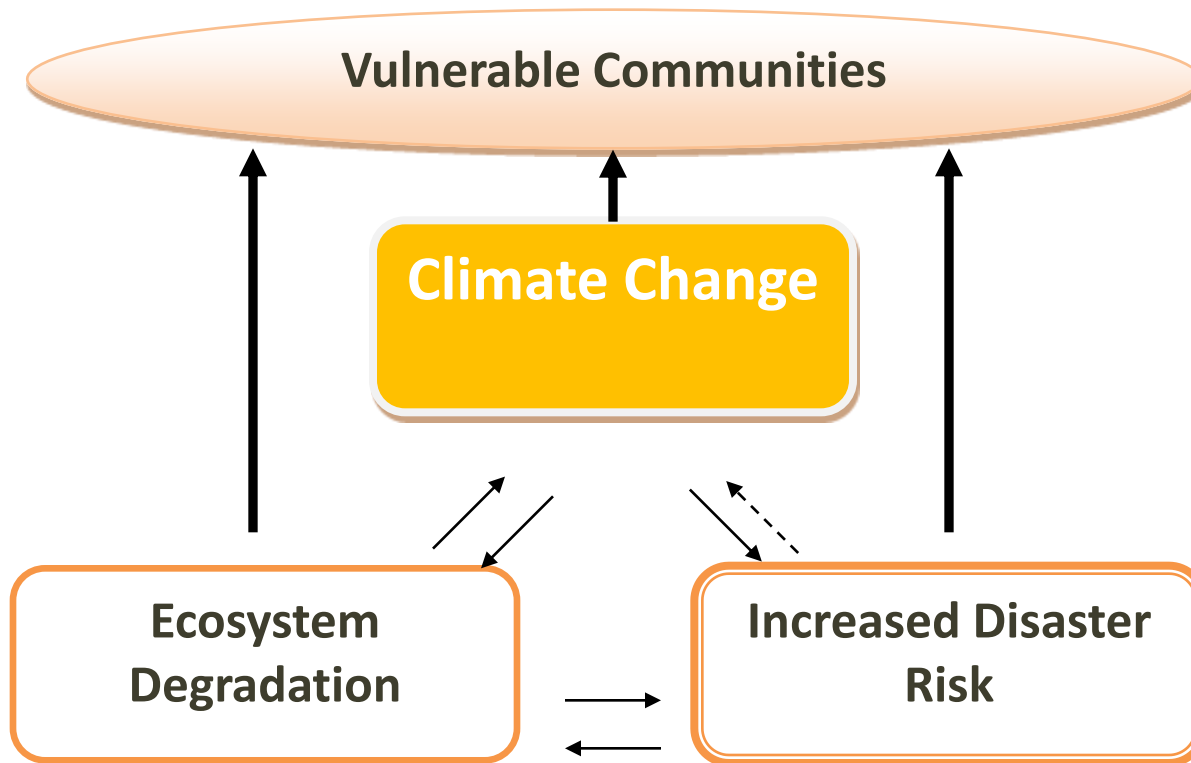 Vulnerable Communities
Climate Change
Ecosystem
Degradation
Increased Disaster
Risk